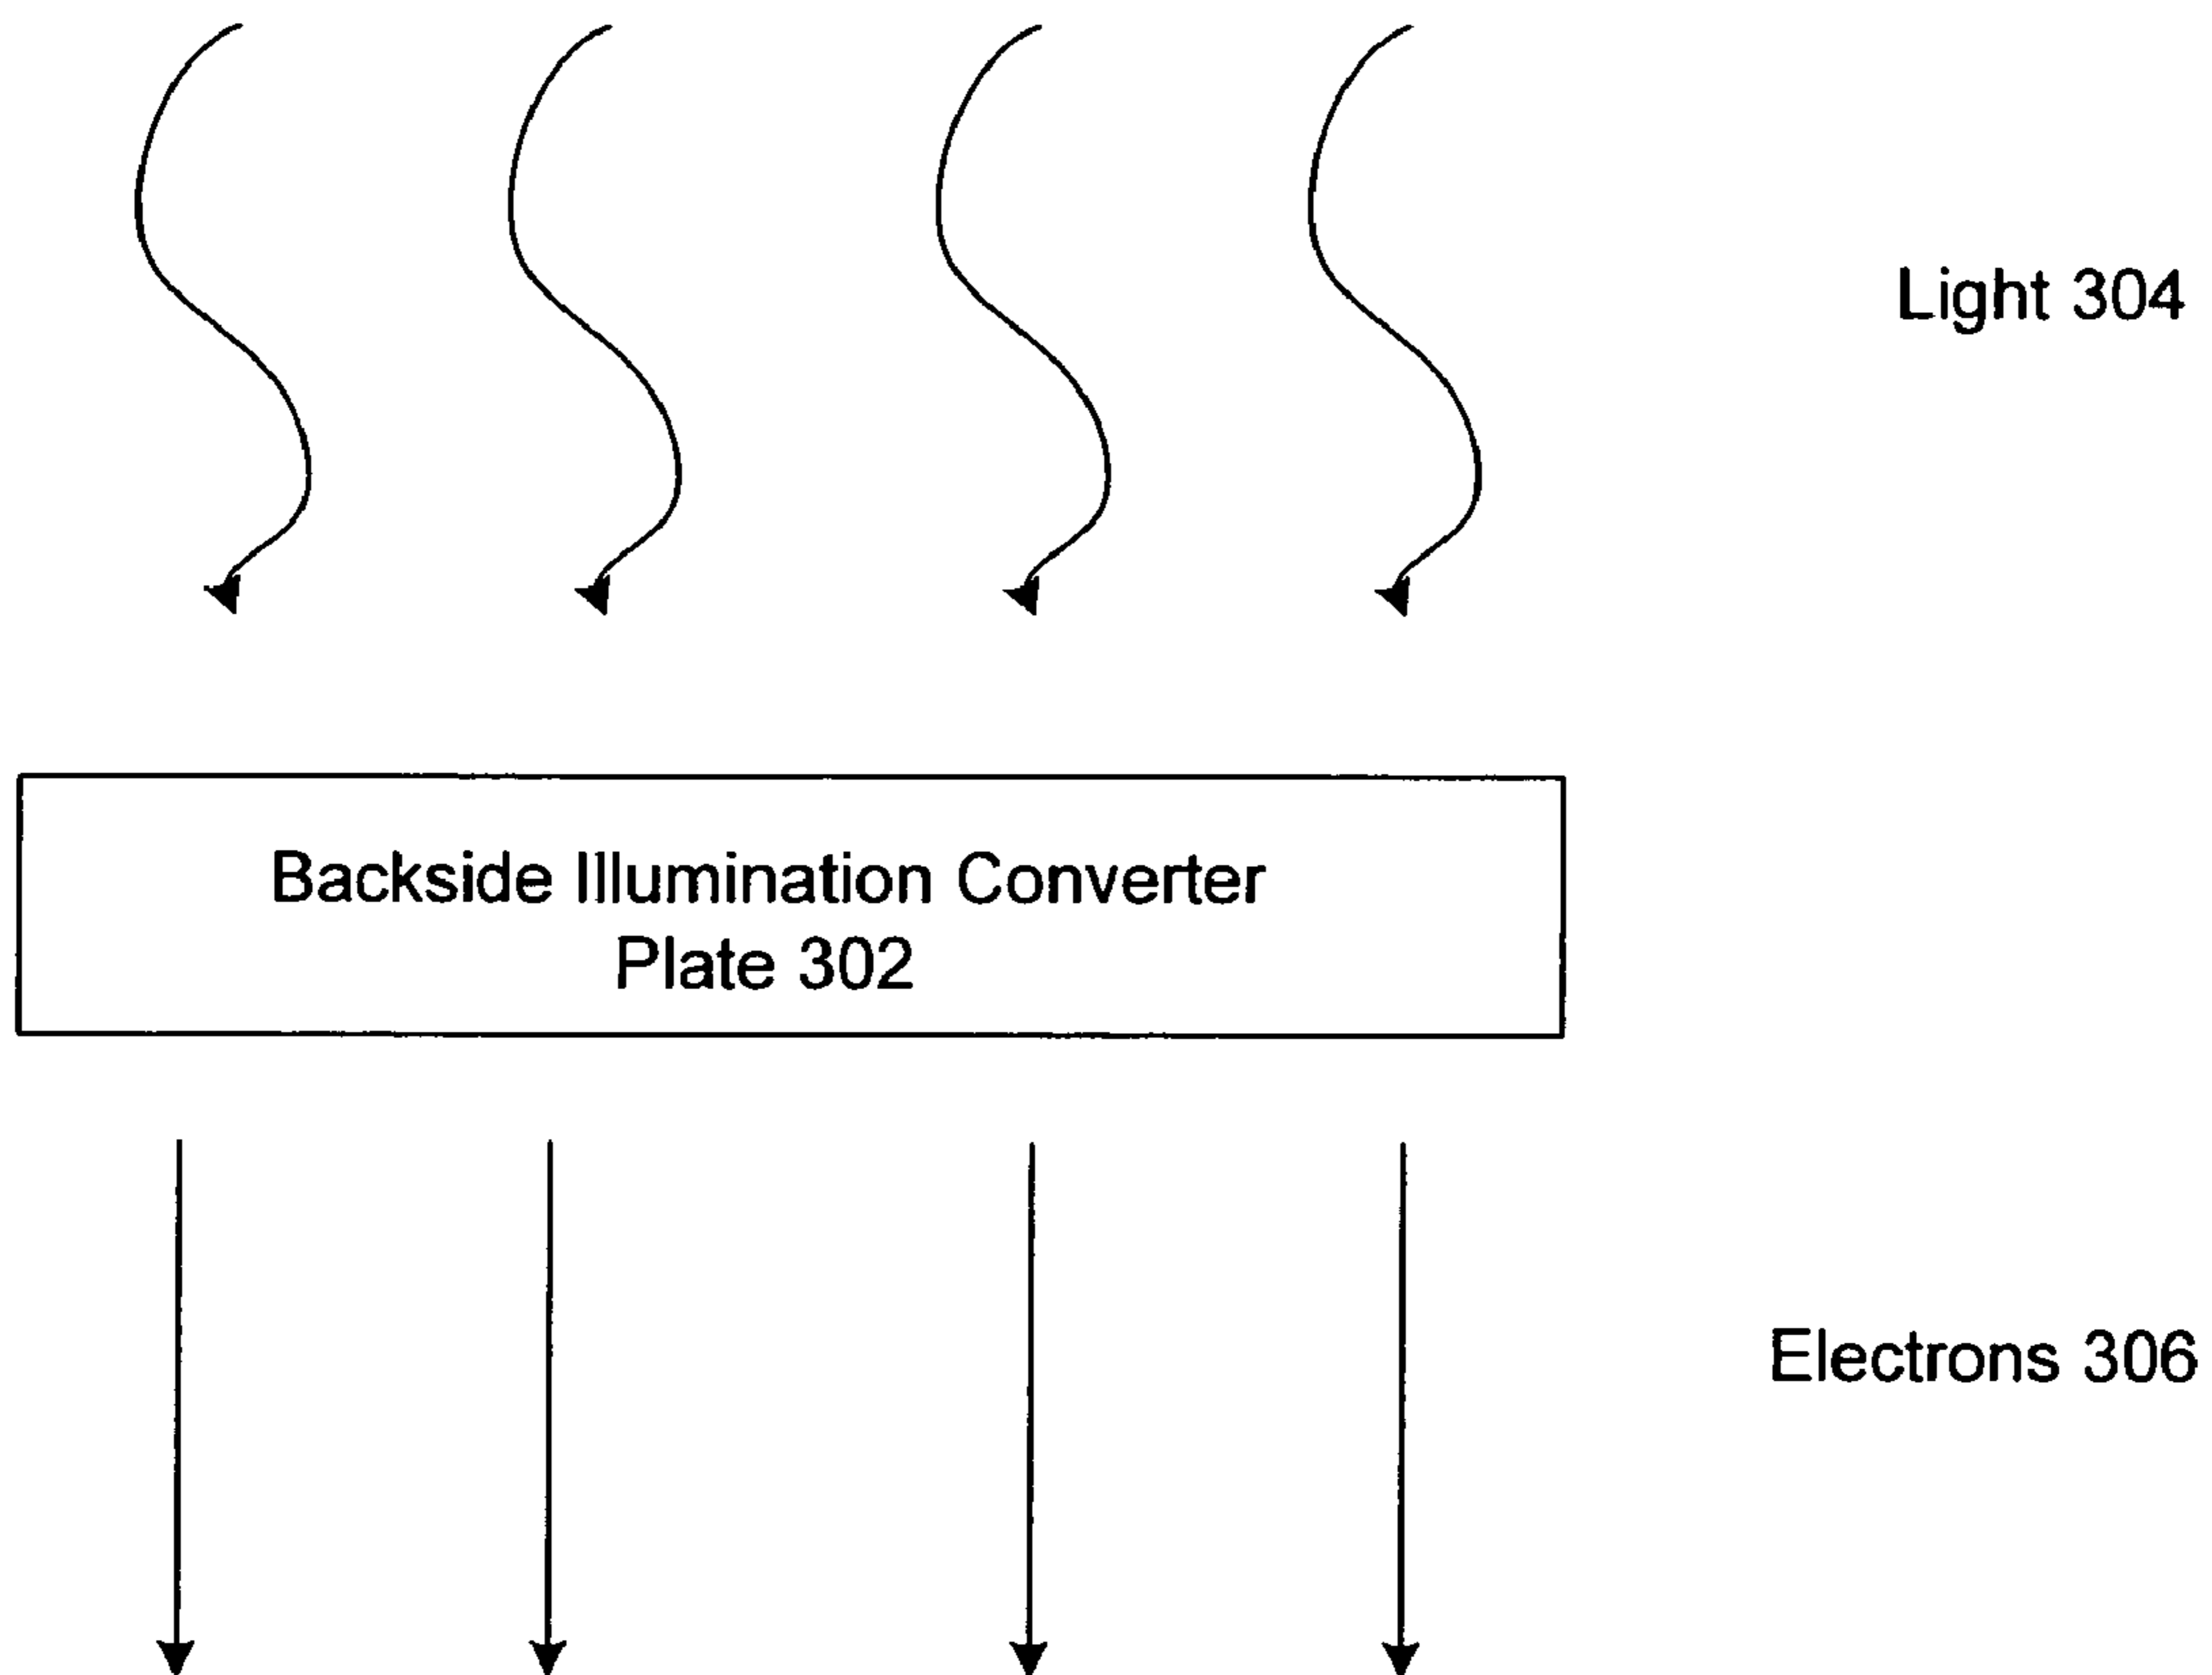 Light 304
Backside Illumination Converter
Plate 302
Electrons 306